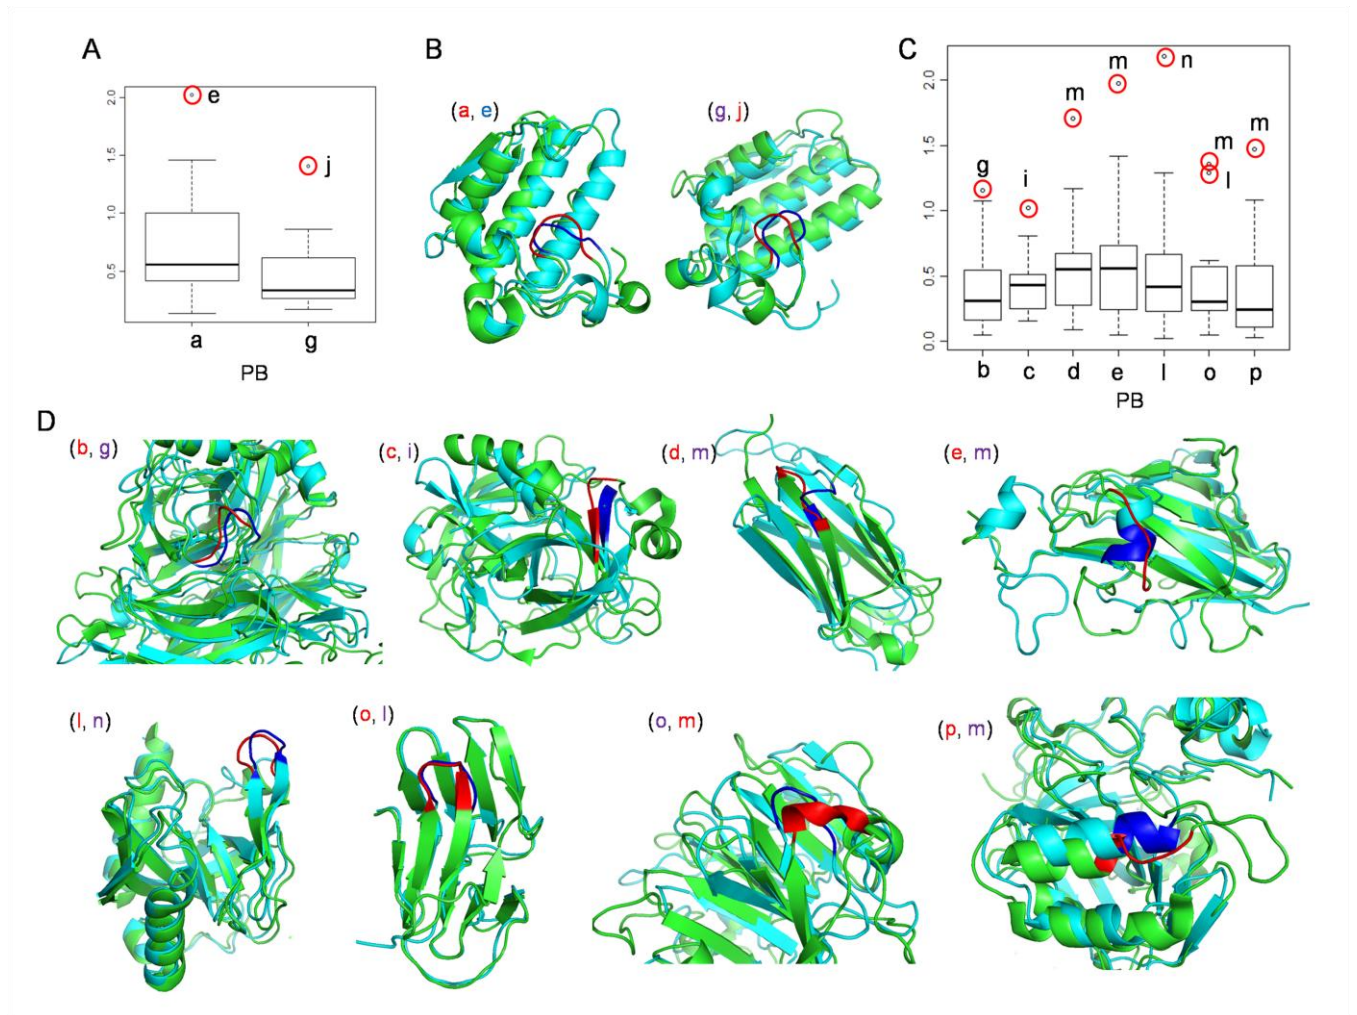 A
2.0
1.5
1.0
0.5
e
j
a
g
PB
B
(a, e)
(g, j)
C
2.0
1.5
1.0
0.5
0.0
g
i
m
m
n
m
l
m
b
c
d
e
l
o
p
PB
D
(b, g)
(c, i)
(d, m)
(e, m)
(l, n)
(o, l)
(o, m)
(p, m)